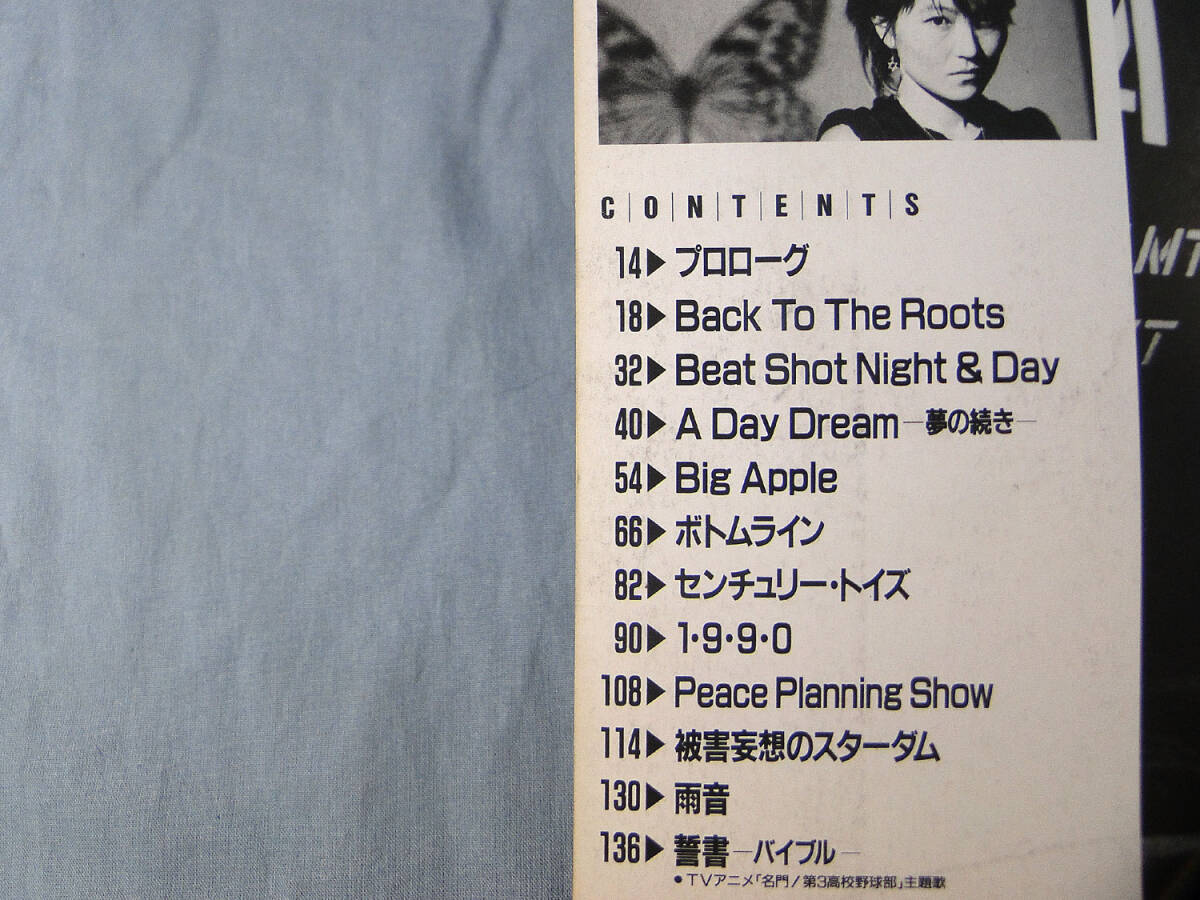 C|O|N|T|E|N|T|S
14▶プロローグ
18▶Back To The Roots
32▶Beat Shot Night & Day
40▶A Day Dream—夢の続き—
54▶Big Apple
66▶ボトムライン
82▶センチュリー・トイズ
90▶1・9・9・0
108▶Peace Planning Show
114▶被害妄想のスターダム
130▶雨音
136▶誓書—バイブル—
●TVアニメ「名門!第3高校野球部」主題歌